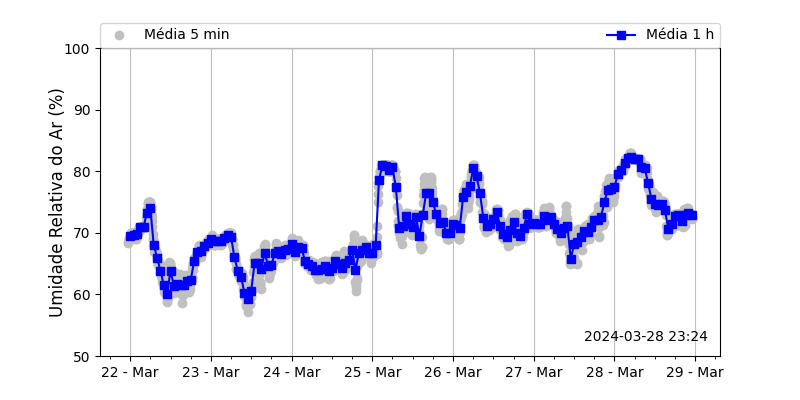 Média 5 min
Média 1 h
Umidade Relativa do Ar (%)
100
90
80
70
60
50
2024-03-28 23:24
22 - Mar
23 - Mar
24 - Mar
25 - Mar
26 - Mar
27 - Mar
28 - Mar
29 - Mar